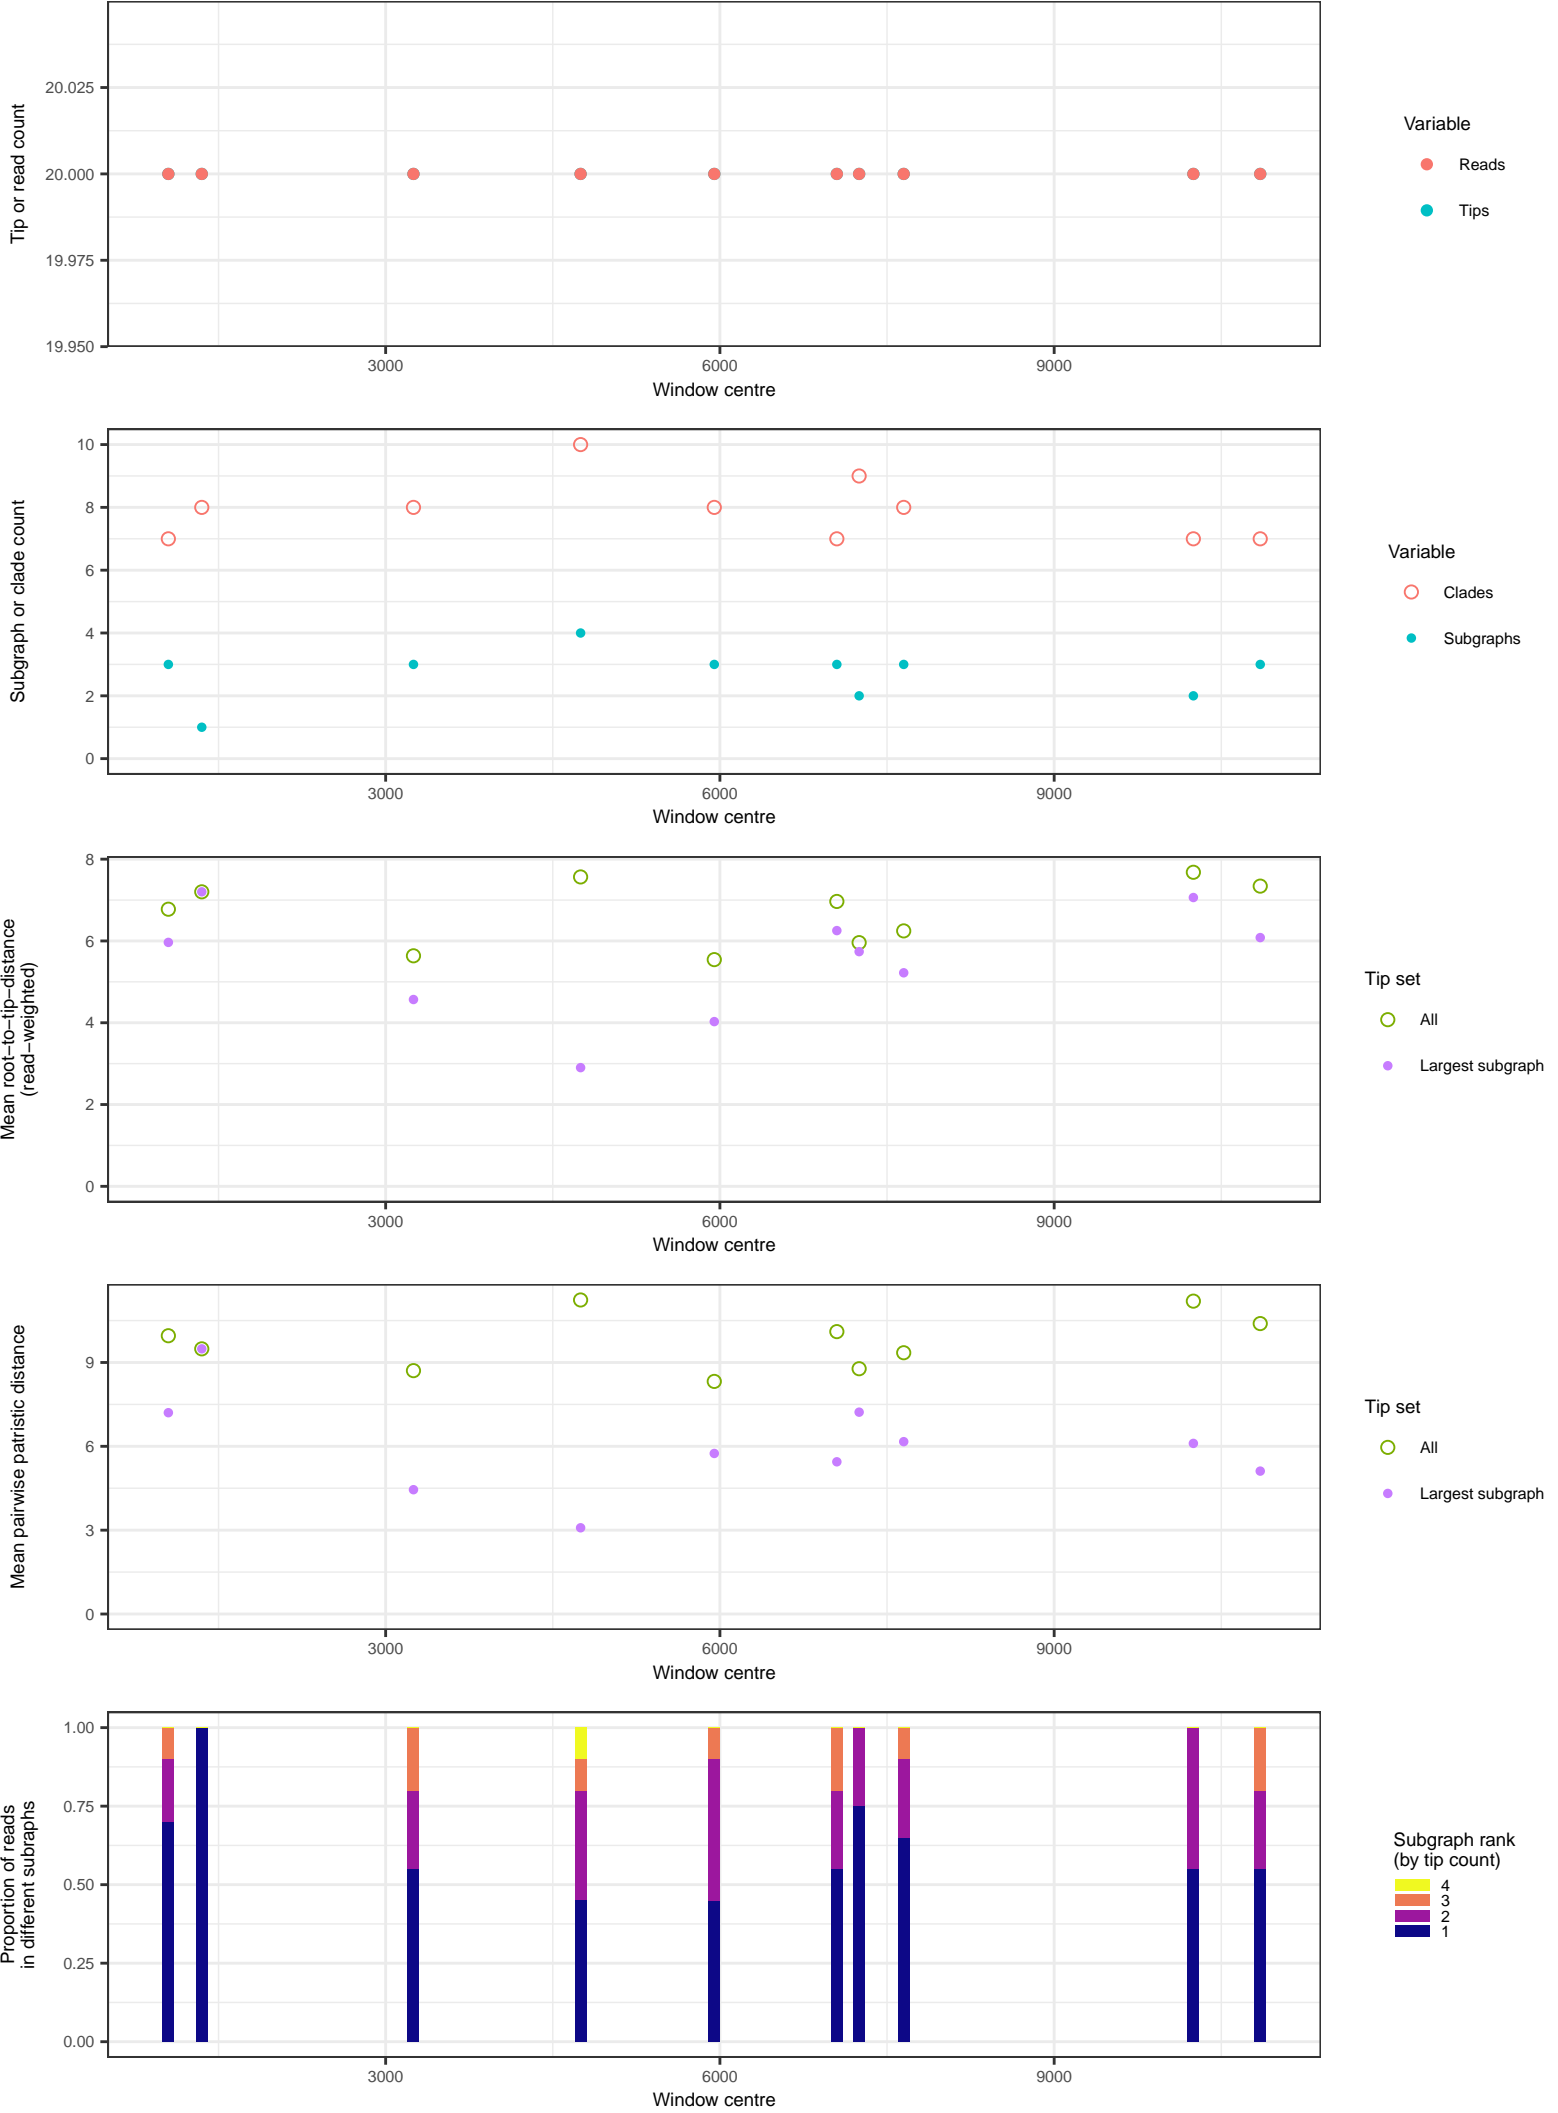 Tip or read count
20.025
20.000
19.975
19.950
3000
6000
9000
Window centre
Variable
Reads
Tips
Subgraph or clade count
10
8
6
4
2
0
3000
6000
9000
Window centre
Variable
Clades
Subgraphs
Mean root−to−tip−distance
(read−weighted)
8
6
4
2
0
3000
6000
9000
Window centre
Tip set
All
Largest subgraph
Mean pairwise patristic distance
9
6
3
0
3000
6000
9000
Window centre
Tip set
All
Largest subgraph
Proportion of reads
in different subraphs
1.00
0.75
0.50
0.25
0.00
3000
6000
9000
Window centre
Subgraph rank
(by tip count)
4
3
2
1